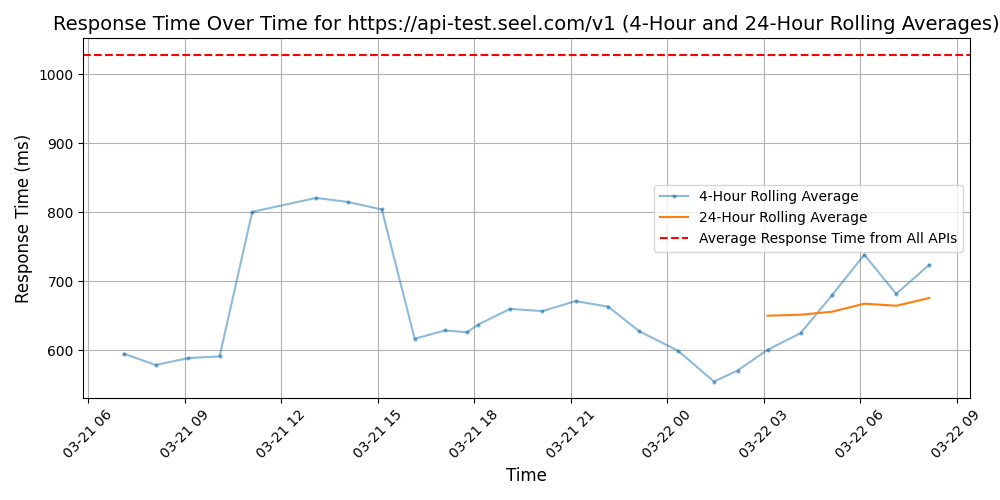 Response Time Over Time for https://api-test.seel.com/v1 (4-Hour and 24-Hour Rolling Averages)
Response Time (ms)
1000
900
800
700
600
4-Hour Rolling Average
24-Hour Rolling Average
Average Response Time from All APIs
03-21 06
03-21 09
03-21 12
03-21 15
03-21 18
03-21 21
03-22 00
03-22 03
03-22 06
03-22 09
Time